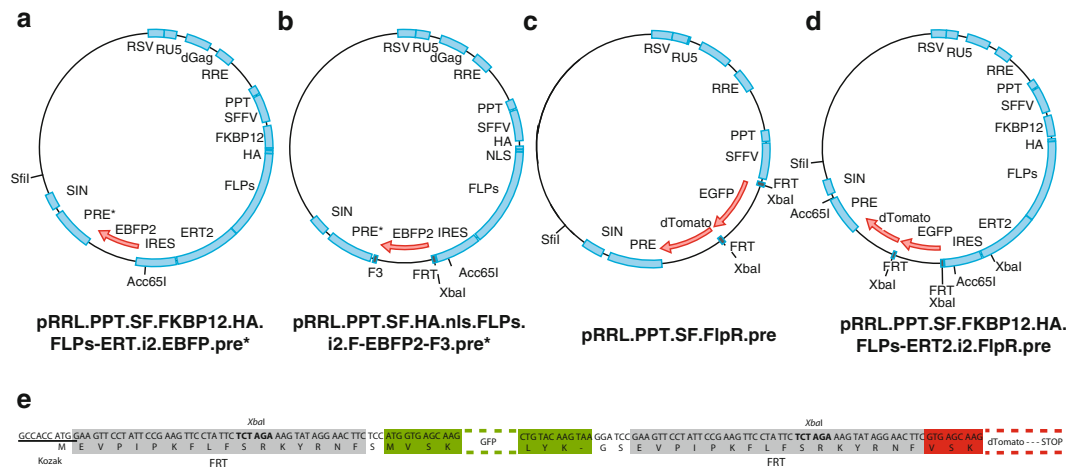 a
RSV
RU5
dGag
RRE
PPT
SFFV
FKBP12
HA
FLPs
ERT2
IRES
EBFP2
PRE*
SIN
SfiI
Acc65I
pRRL.PPT.SF.FKBP12.HA.
FLPs-ERT.i2.EBFP.pre*
b
RSV
RU5
dGag
RRE
PPT
SFFV
HA
NLS
FLPs
IRES
EBFP2
PRE*
SIN
F3
FRT
Acc65I
XbaI
pRRL.PPT.SF.HA.nls.FLPs.
i2.F-EBFP2-F3.pre*
c
RSV
RU5
RRE
PPT
SFFV
FRT
XbaI
EGFP
dTomato
FRT
XbaI
PRE
SIN
SfiI
pRRL.PPT.SF.FlpR.pre
d
RSV
RU5
RRE
PPT
SFFV
FKBP12
HA
FLPs
ERT2
XbaI
IRES
Acc65I
EGFP
FRT
XbaI
dTomato
FRT
XbaI
PRE
Acc65I
SIN
SfiI
pRRL.PPT.SF.FKBP12.HA.
FLPs-ERT2.i2.FlpR.pre
e
XbaI XbaI
GCCACC ATG GAA GTT CCT ATT CCG AAG TTC CTA TTC TCT AGA AAG TAT AGG AAC TTC TCC ATG GTG AGC AAG GFP CTG TAC AAG TAA GGA TCC GAA GTT CCT ATT CCG AAG TTC CTA TTC TCT AGA AAG TAT AGG AAC TTC GTG AGC AAG dTomato --- STOP
M E V P I P K F L F S R K Y R N F S M V S K L Y K - G S E V P I P K F L F S R K Y R N F V S K
Kozak FRT FRT